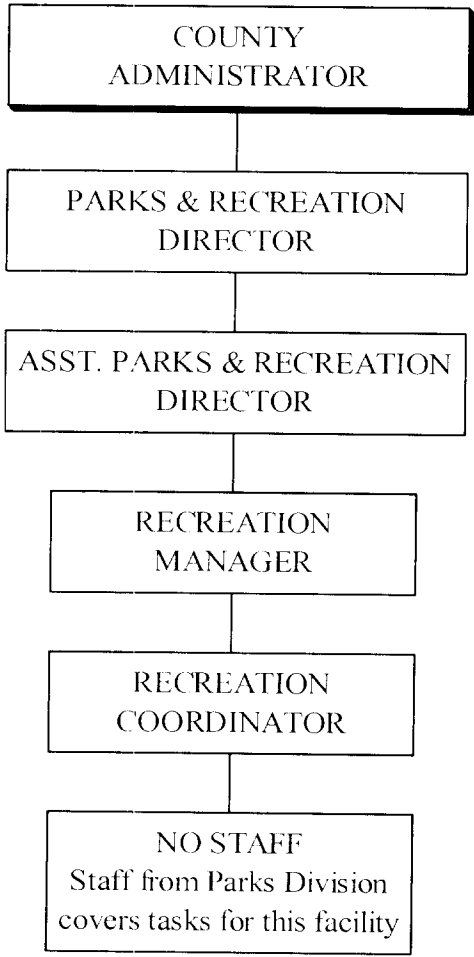 COUNTY
ADMINISTRATOR
PARKS & RECREATION
DIRECTOR
ASST. PARKS & RECREATION
DIRECTOR
RECREATION
MANAGER
RECREATION
COORDINATOR
NO STAFF
Staff from Parks Division
covers tasks for this facility